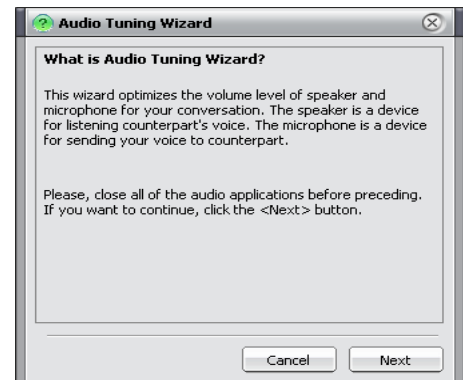 Audio Tuning Wizard
What is Audio Tuning Wizard?
This wizard optimizes the volume level of speaker and
microphone for your conversation. The speaker is a device
for listening counterpart's voice. The microphone is a device
for sending your voice to counterpart.
Please, close all of the audio applications before preceding.
If you want to continue, click the <Next> button.
Cancel Next